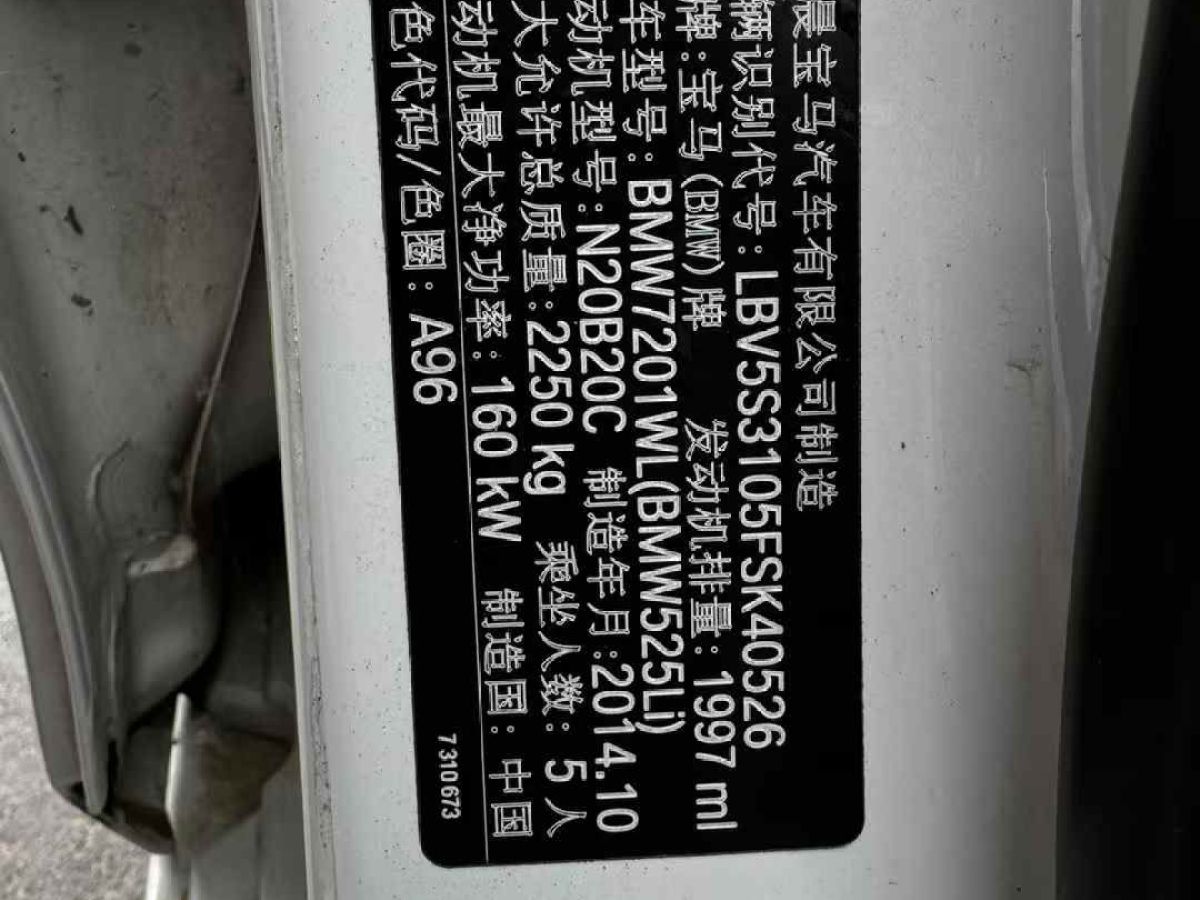 晨宝马汽车有限公司制造
辆识别代号:LBV5S3105FSK40526
牌:宝马(BMW)牌 发动机排量:1997 ml
车型号:BMW7201WL(BMW525Li)
动机型号:N20B20C 制造年月:2014.10
大允许总质量:2250 kg 乘坐人数: 5 人
动机最大净功率: 160 kW 制造国: 中国
色代码/色圈: A96
7310673